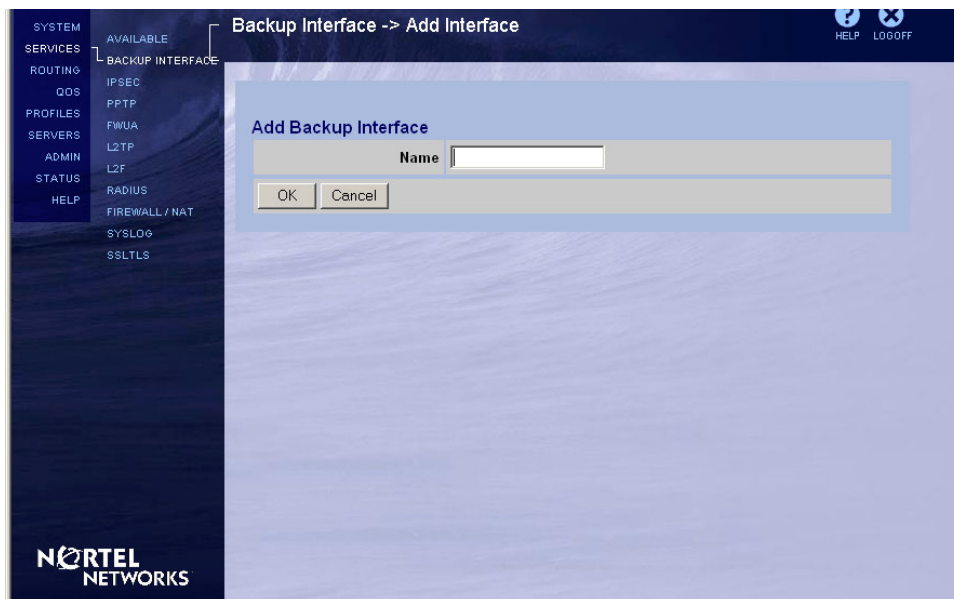 Backup Interface -> Add Interface
HELP
LOGOFF
SYSTEM
SERVICES
ROUTING
QOS
PROFILES
SERVERS
ADMIN
STATUS
HELP
AVAILABLE
BACKUP INTERFACE
IPSEC
PPTP
FWUA
L2TP
L2F
RADIUS
FIREWALL / NAT
SYSLOG
SSLTLS
Add Backup Interface
Name
OK
Cancel
NORTEL
NETWORKS